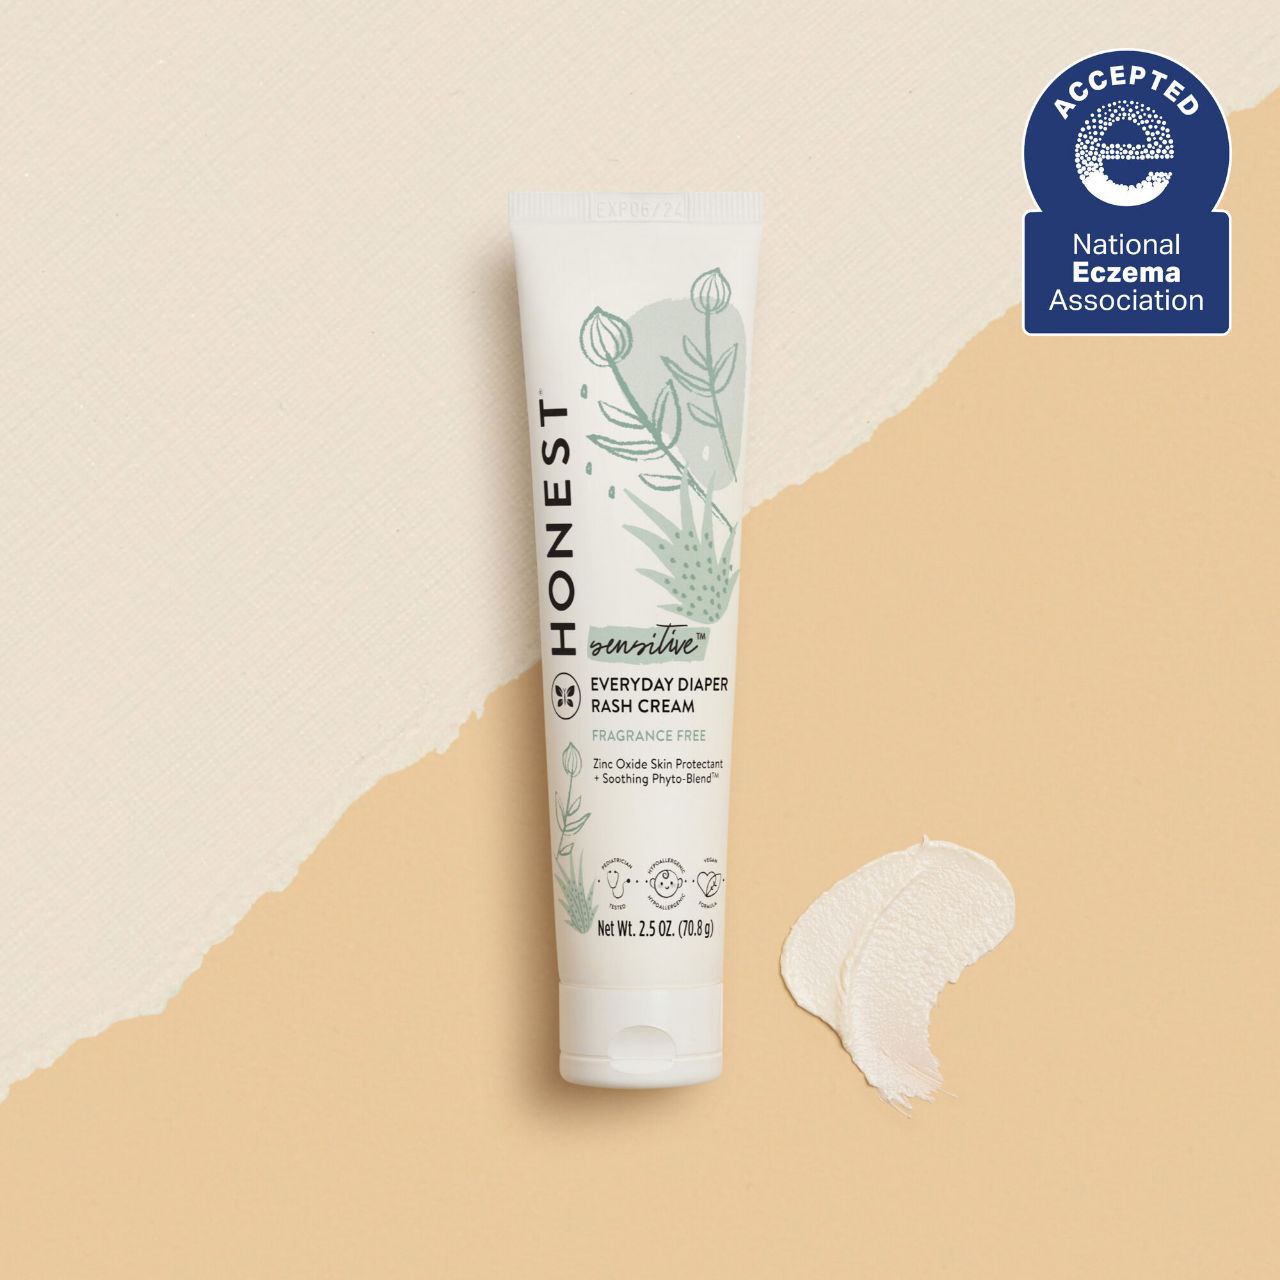 ACCEPTED
e
National
Eczema
Association
EXP06/24
HONEST®
sensitive™
EVERYDAY DIAPER
RASH CREAM
FRAGRANCE FREE
Zinc Oxide Skin Protectant
+ Soothing Phyto-Blend™
PEDIATRICIAN
TESTED
HYPOALLERGENIC
HYPOALLERGENIC
VEGAN
FORMULA
Net Wt. 2.5 OZ. (70.8 g)